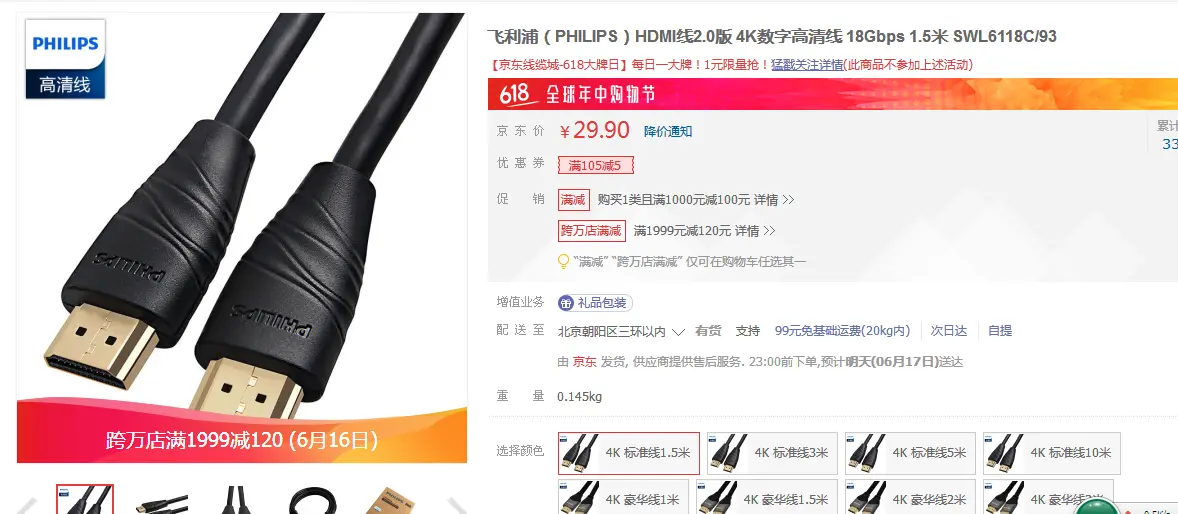 PHILIPS
高清线
PHILIPS
PHILIPS
跨万店满1999减120 (6月16日)
飞利浦（PHILIPS）HDMI线2.0版 4K数字高清线 18Gbps 1.5米 SWL6118C/93
【京东线缆城-618大牌日】每日一大牌！1元限量抢！猛戳关注详情(此商品不参加上述活动)
618 全球年中购物节
京东价 ￥29.90 降价通知
累计
33
优惠券 满105减5
促销 满减 购买1类且满1000元减100元 详情 >>
跨万店满减 满1999元减120元 详情 >>
“满减” “跨万店满减” 仅可在购物车任选其一
增值业务 礼 礼品包装
配送至 北京朝阳区三环以内 有货 支持 99元免基础运费(20kg内) 次日达 自提
由 京东 发货, 供应商提供售后服务. 23:00前下单,预计明天(06月17日)送达
重量 0.145kg
选择颜色 4K 标准线1.5米 4K 标准线3米 4K 标准线5米 4K 标准线10米
4K 豪华线1米 4K 豪华线1.5米 4K 豪华线2米 4K 豪华线